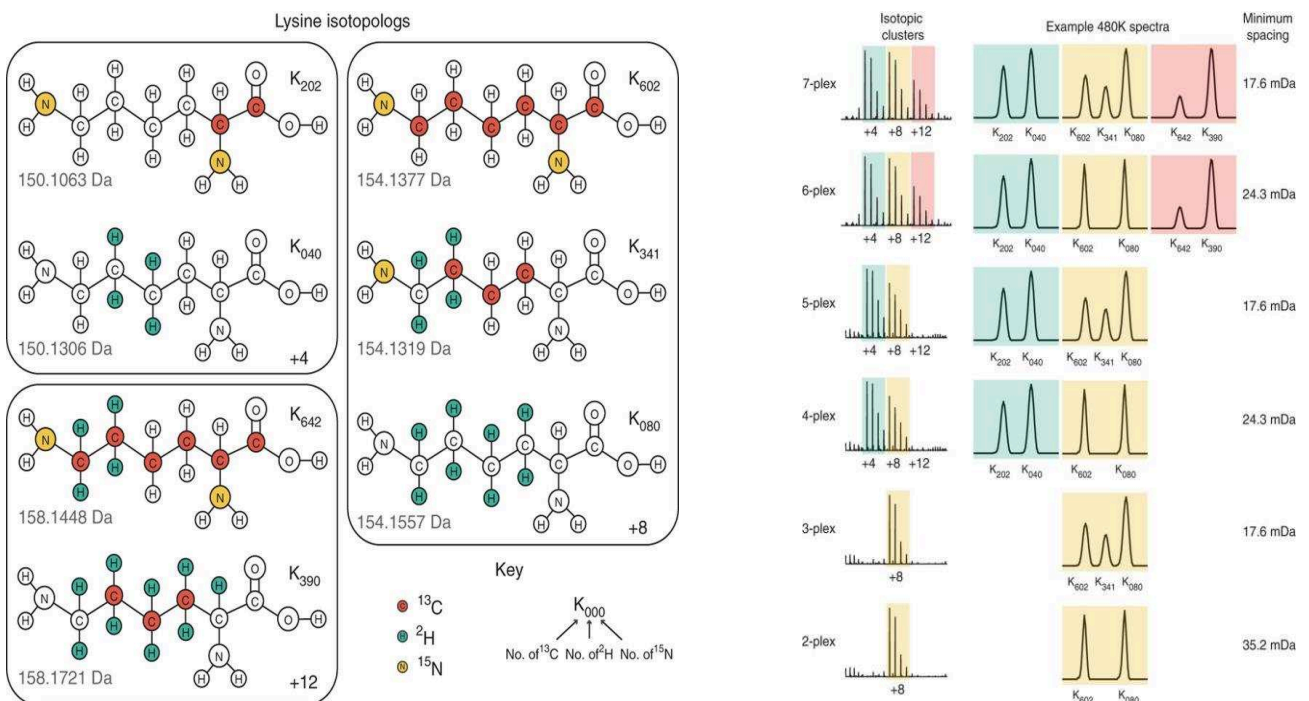 Lysine isotopologs
K202
150.1063 Da
K040
150.1306 Da
+4
K642
158.1448 Da
K390
158.1721 Da
+12
K602
154.1377 Da
K341
154.1319 Da
K080
154.1557 Da
+8
Key
C 13C
H 2H
N 15N
K000
No. of 13C No. of 2H No. of 15N
Isotopic clusters
Example 480K spectra
Minimum spacing
7-plex
+4 +8 +12
K202 K040 K602 K341 K080 K642 K390
17.6 mDa
6-plex
+4 +8 +12
K202 K040 K602 K080 K642 K390
24.3 mDa
5-plex
+4 +8 +12
K202 K040 K602 K341 K080
17.6 mDa
4-plex
+4 +8 +12
K202 K040 K602 K080
24.3 mDa
3-plex
+8
K602 K341 K080
17.6 mDa
2-plex
+8
K602 K080
35.2 mDa